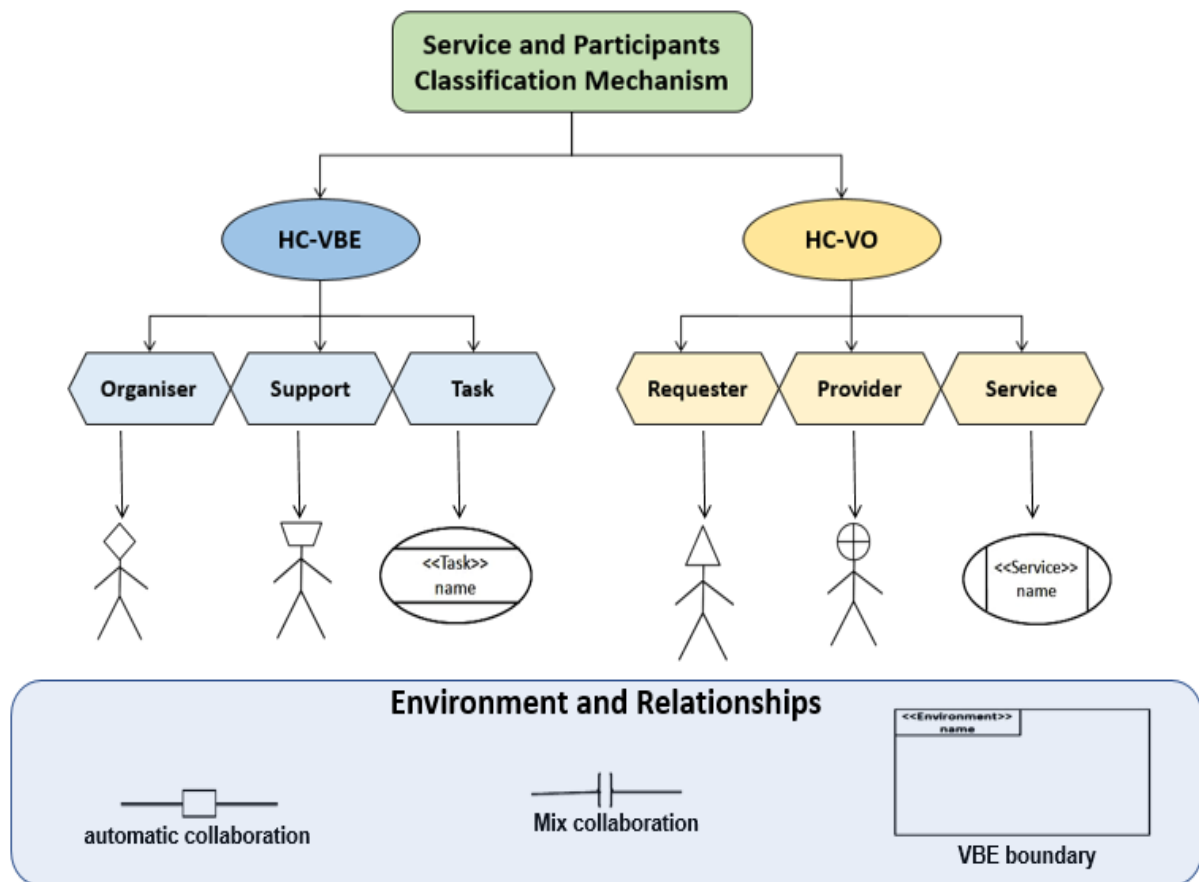 Service and Participants
Classification Mechanism
HC-VBE
HC-VO
Organiser
Support
Task
Requester
Provider
Service
<<Task>>
name
<<Service>>
name
Environment and Relationships
<<Environment>>
name
automatic collaboration
Mix collaboration
VBE boundary